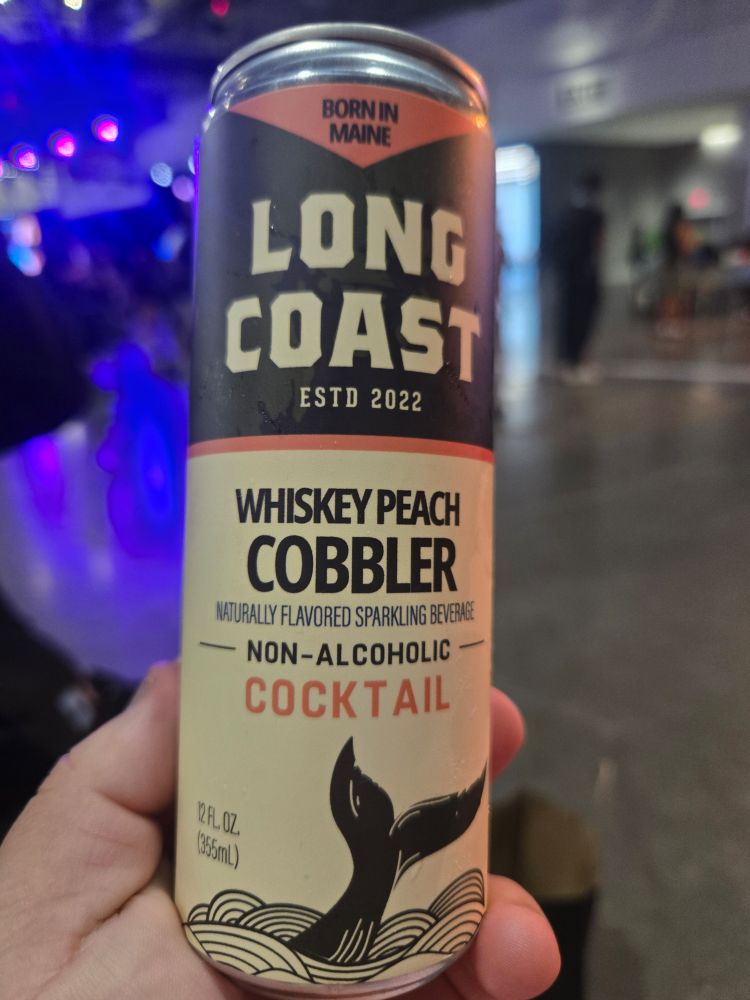 BORN IN
MAINE
LONG
COAST
ESTD 2022
WHISKEY PEACH
COBBLER
NATURALLY FLAVORED SPARKLING BEVERAGE
NON-ALCOHOLIC
COCKTAIL
12 FL. OZ.
(355mL)